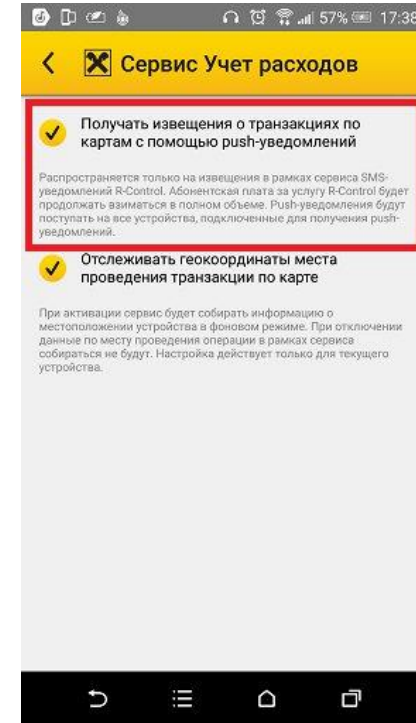 57% 17:38
Сервис Учет расходов
Получать извещения о транзакциях по
картам с помощью push-уведомлений
Распространяется только на извещения в рамках сервиса SMS-
уведомлений R-Control. Абонентская плата за услугу R-Control будет
продолжать взиматься в полном объеме. Push-уведомления будут
поступать на все устройства, подключенные для получения push-
уведомлений.
Отслеживать геокоординаты места
проведения транзакции по карте
При активации сервис будет собирать информацию о
местоположении устройства в фоновом режиме. При отключении
данные по месту проведения операции в рамках сервиса
собираться не будут. Настройка действует только для текущего
устройства.